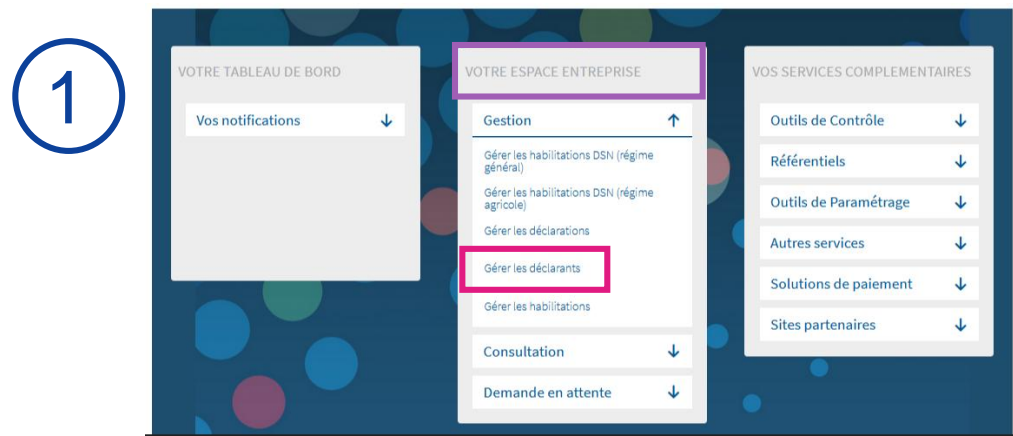 1
VOTRE TABLEAU DE BORD
Vos notifications
VOTRE ESPACE ENTREPRISE
Gestion
Gérer les habilitations DSN (régime
général)
Gérer les habilitations DSN (régime
agricole)
Gérer les déclarations
Gérer les déclarants
Gérer les habilitations
Consultation
Demande en attente
VOS SERVICES COMPLEMENTAIRES
Outils de Contrôle
Référentiels
Outils de Paramétrage
Autres services
Solutions de paiement
Sites partenaires